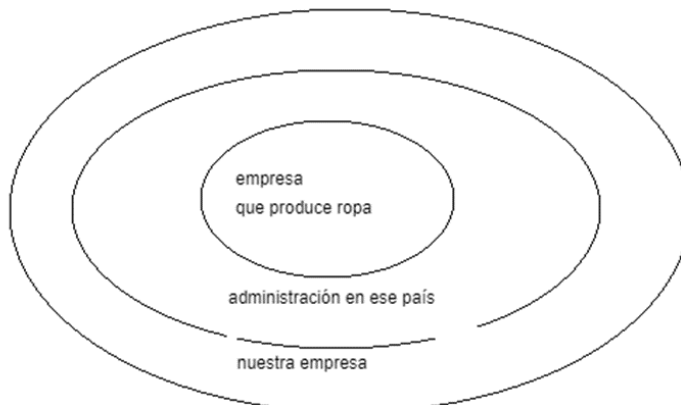 empresa
que produce ropa
administración en ese país
nuestra empresa